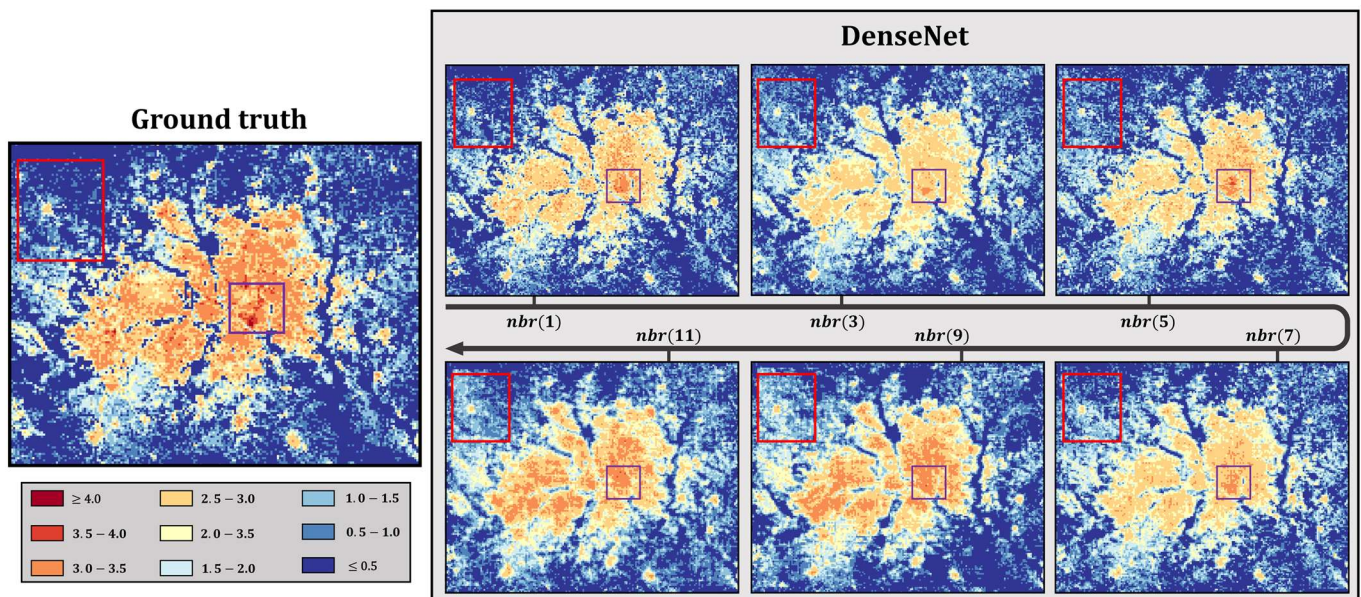 DenseNet
Ground truth
nbr(1)
nbr(3)
nbr(5)
nbr(11)
nbr(9)
nbr(7)
≥ 4.0
2.5 – 3.0
1.0 – 1.5
3.5 – 4.0
2.0 – 3.5
0.5 – 1.0
3.0 – 3.5
1.5 – 2.0
≤ 0.5